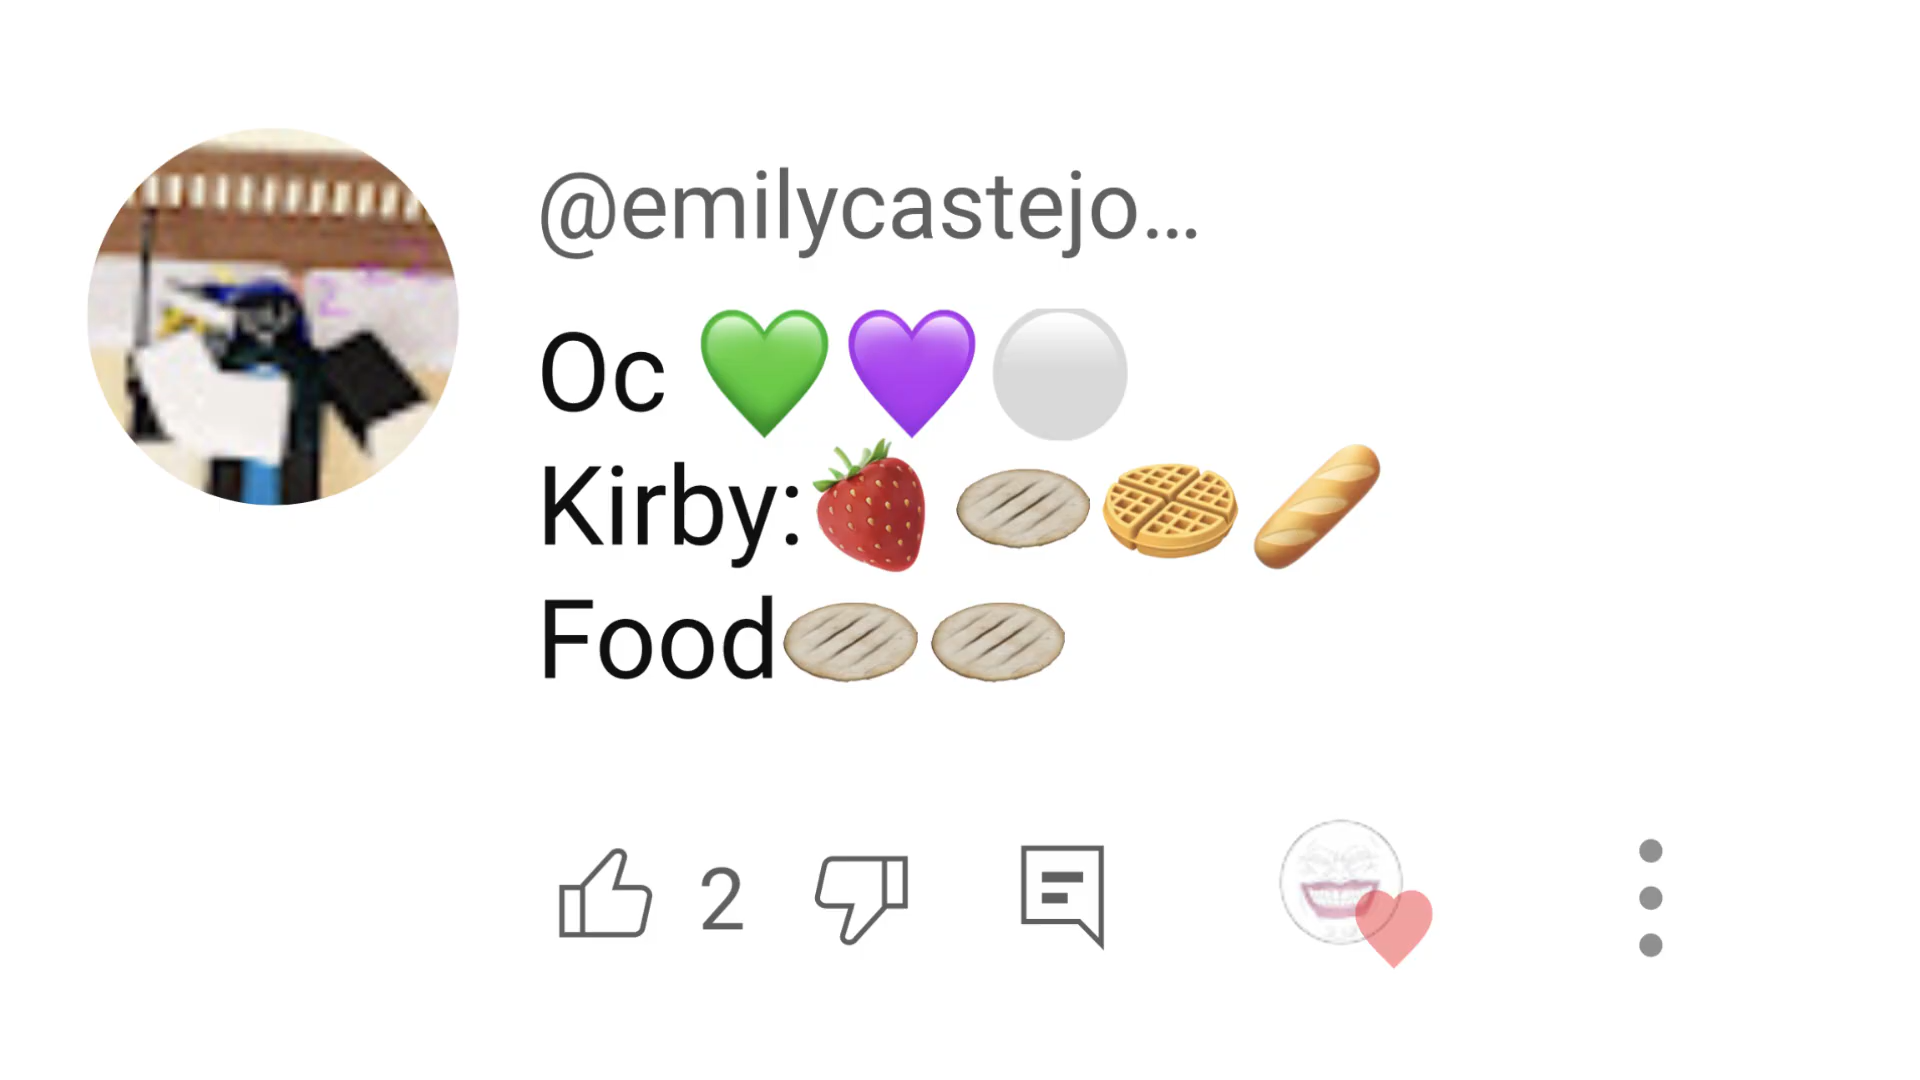 @emilycastejo...
Oc 💚💜⚪
Kirby:🍓🫓🧇🥖
Food🫓🫓
2